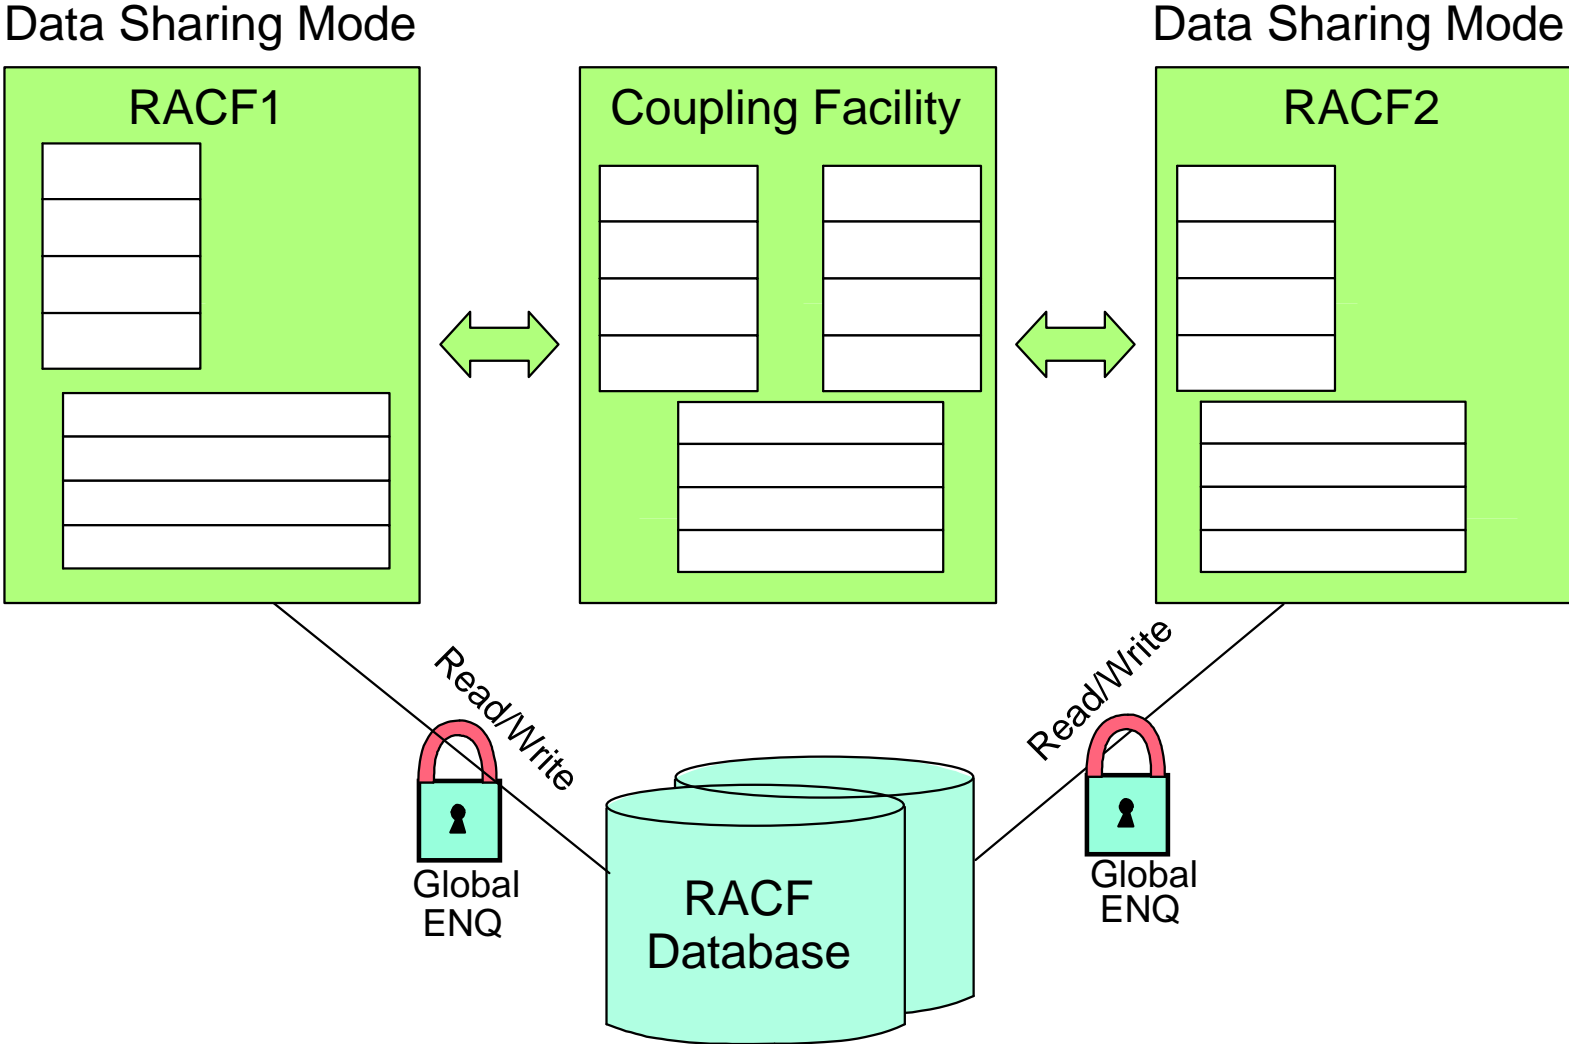 Data Sharing Mode
Data Sharing Mode
RACF1
Coupling Facility
RACF2
Read/Write
Read/Write
Global
ENQ
Global
ENQ
RACF
Database